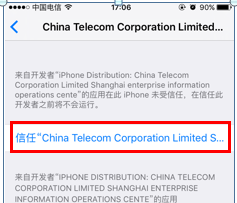 中国电信 17:06 90%
China Telecom Corporation Limited...
来自开发者“iPhone Distribution: China Telecom
Corporation Limited Shanghai enterprise information
operations cente”的应用在此 iPhone 未受信任，在信任此
开发者之前将不会运行。
信任“China Telecom Corporation Limited S...
来自开发者“IPHONE DISTRIBUTION: CHINA TELECOM
CORPORATION LIMITED SHANGHAI ENTERPRISE
INFORMATION OPERATIONS CENTE”的应用